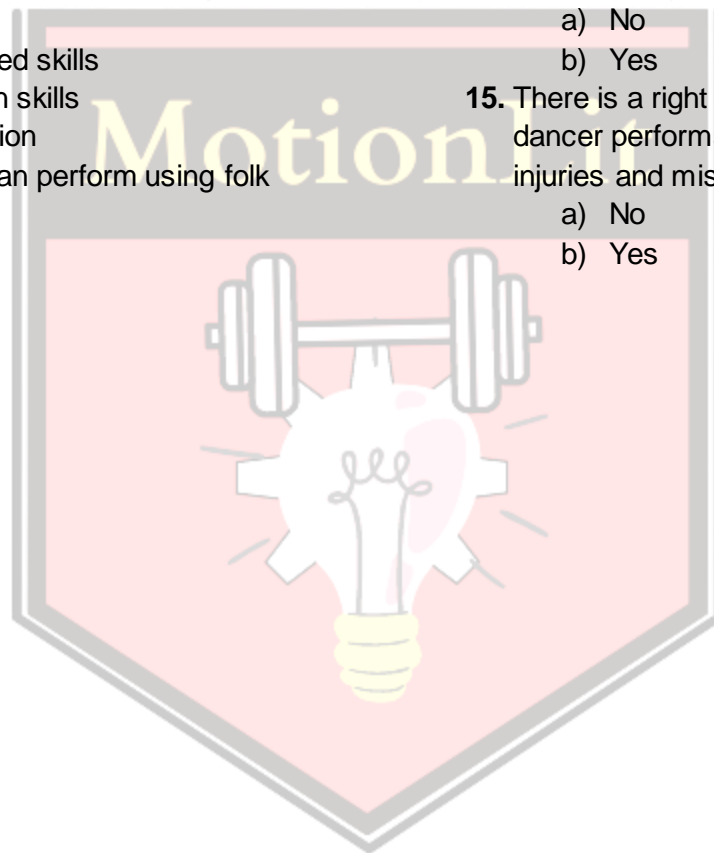 ed skills
n skills
ion
an perform using folk
a) No
b) Yes
15. There is a right
dancer perform
injuries and mis
a) No
b) Yes
MotionLit